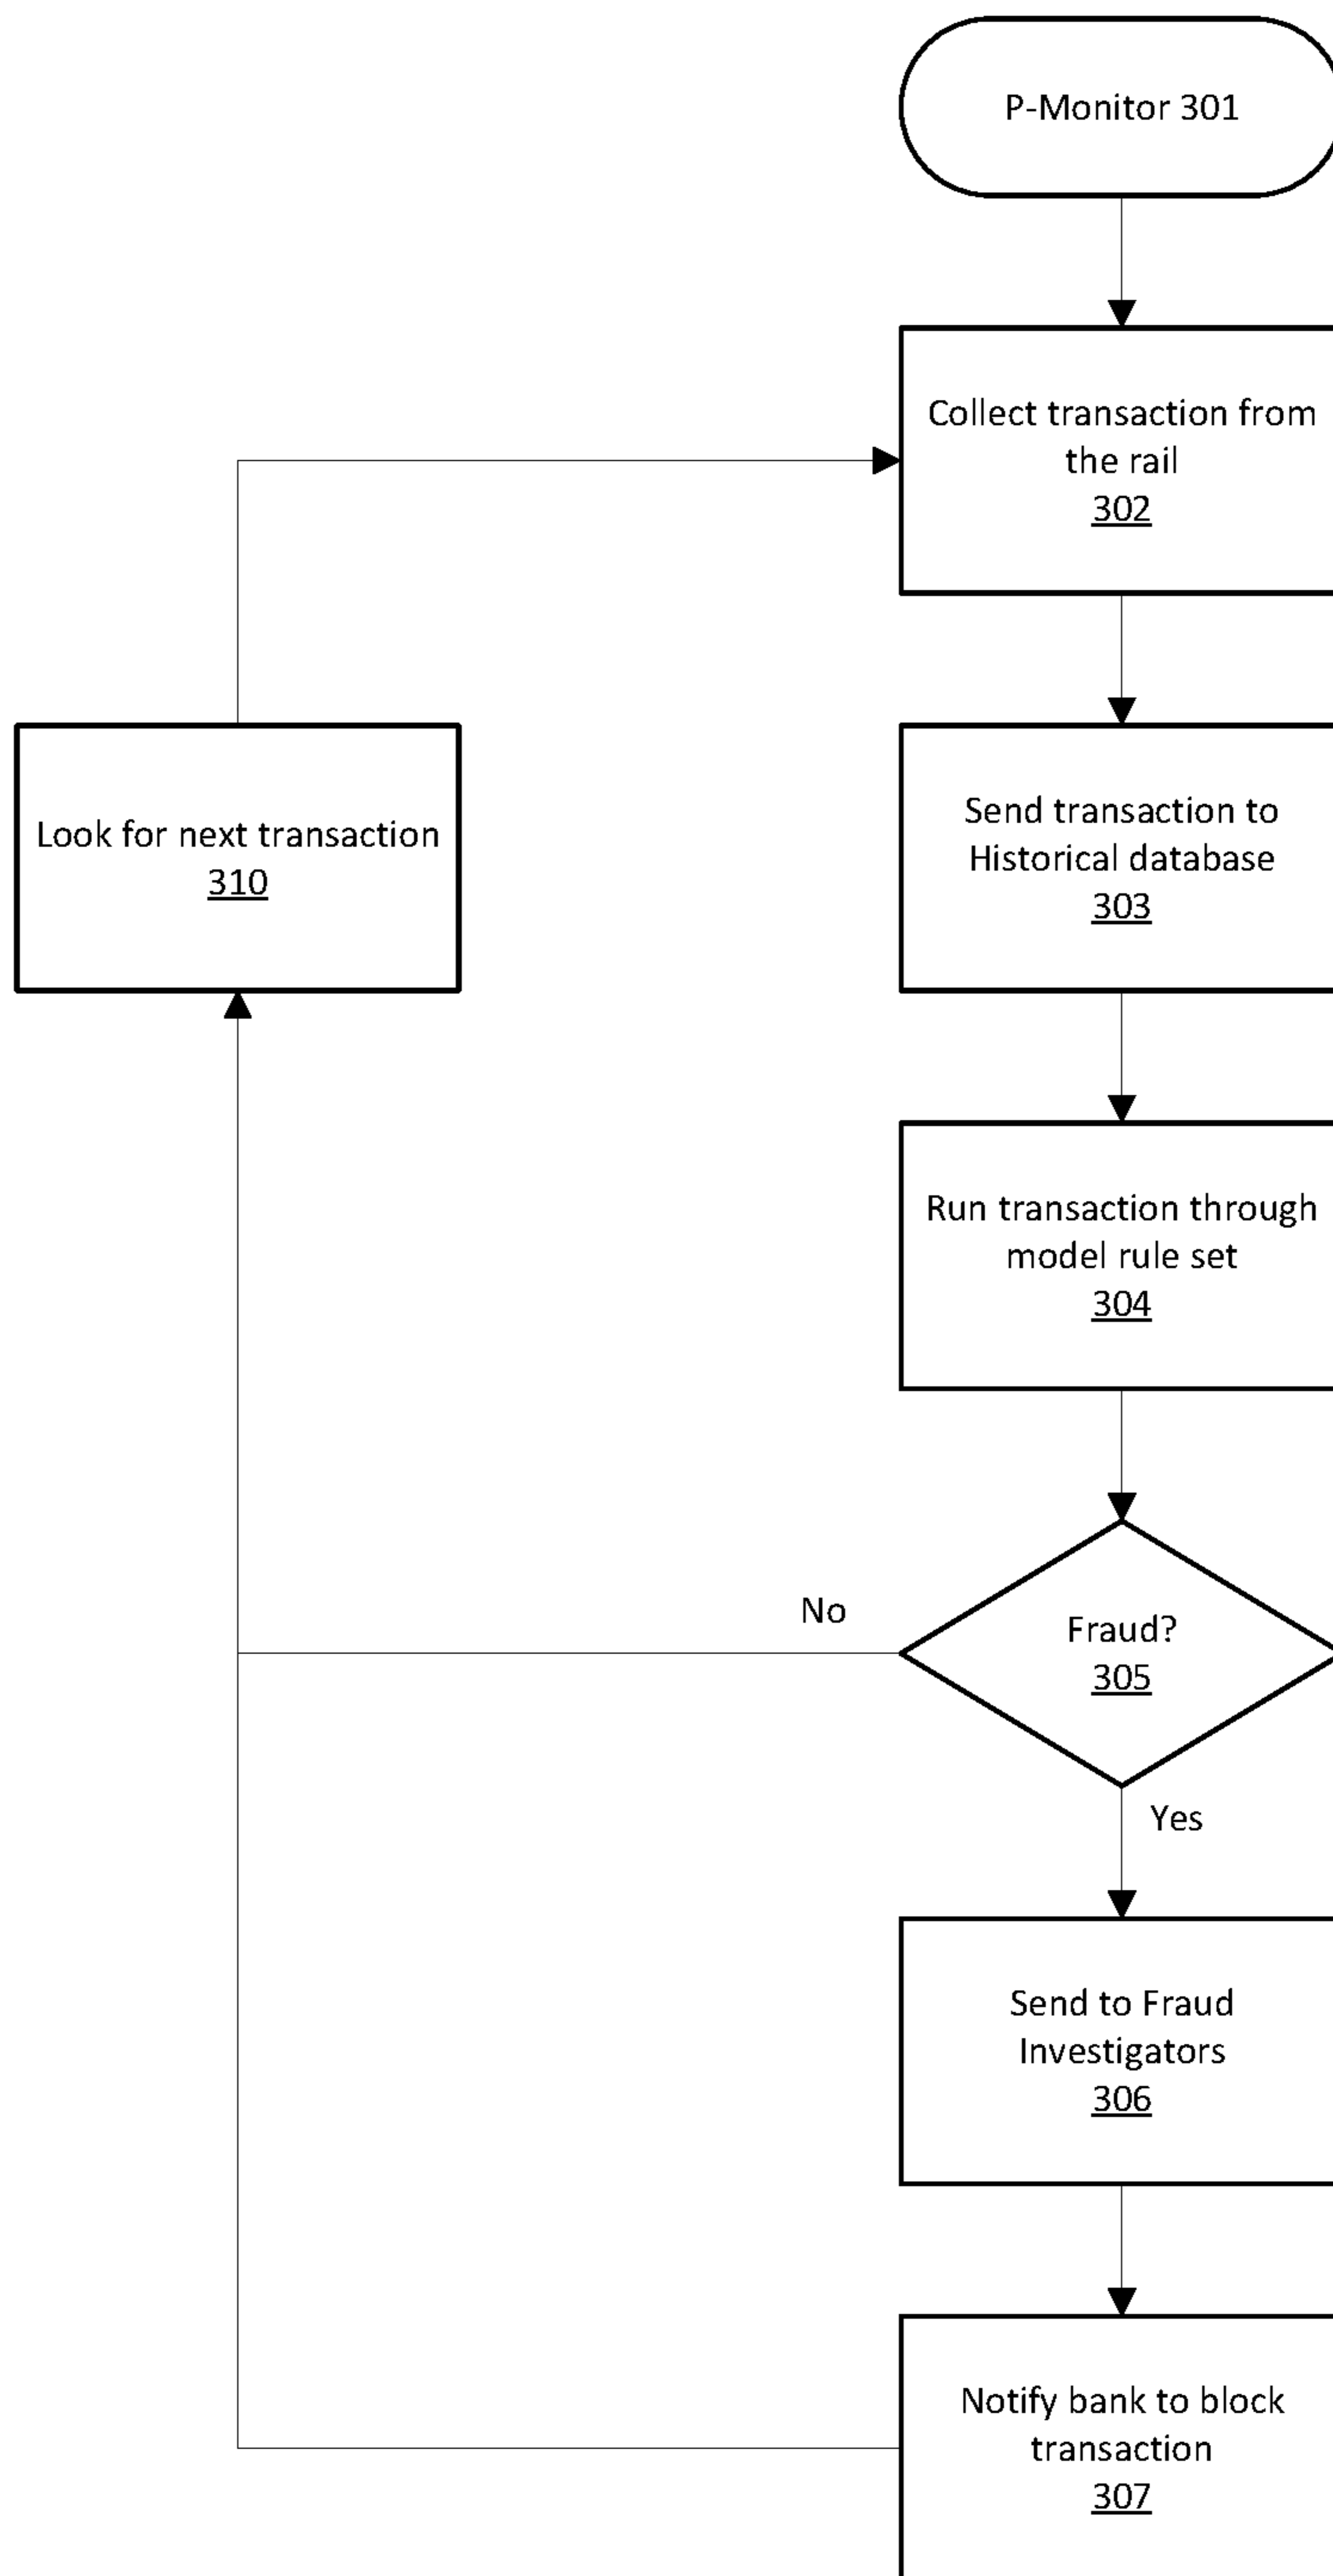 P-Monitor 301
Collect transaction from
the rail
302
Look for next transaction
310
Send transaction to
Historical database
303
Run transaction through
model rule set
304
No
Fraud?
305
Yes
Send to Fraud
Investigators
306
Notify bank to block
transaction
307